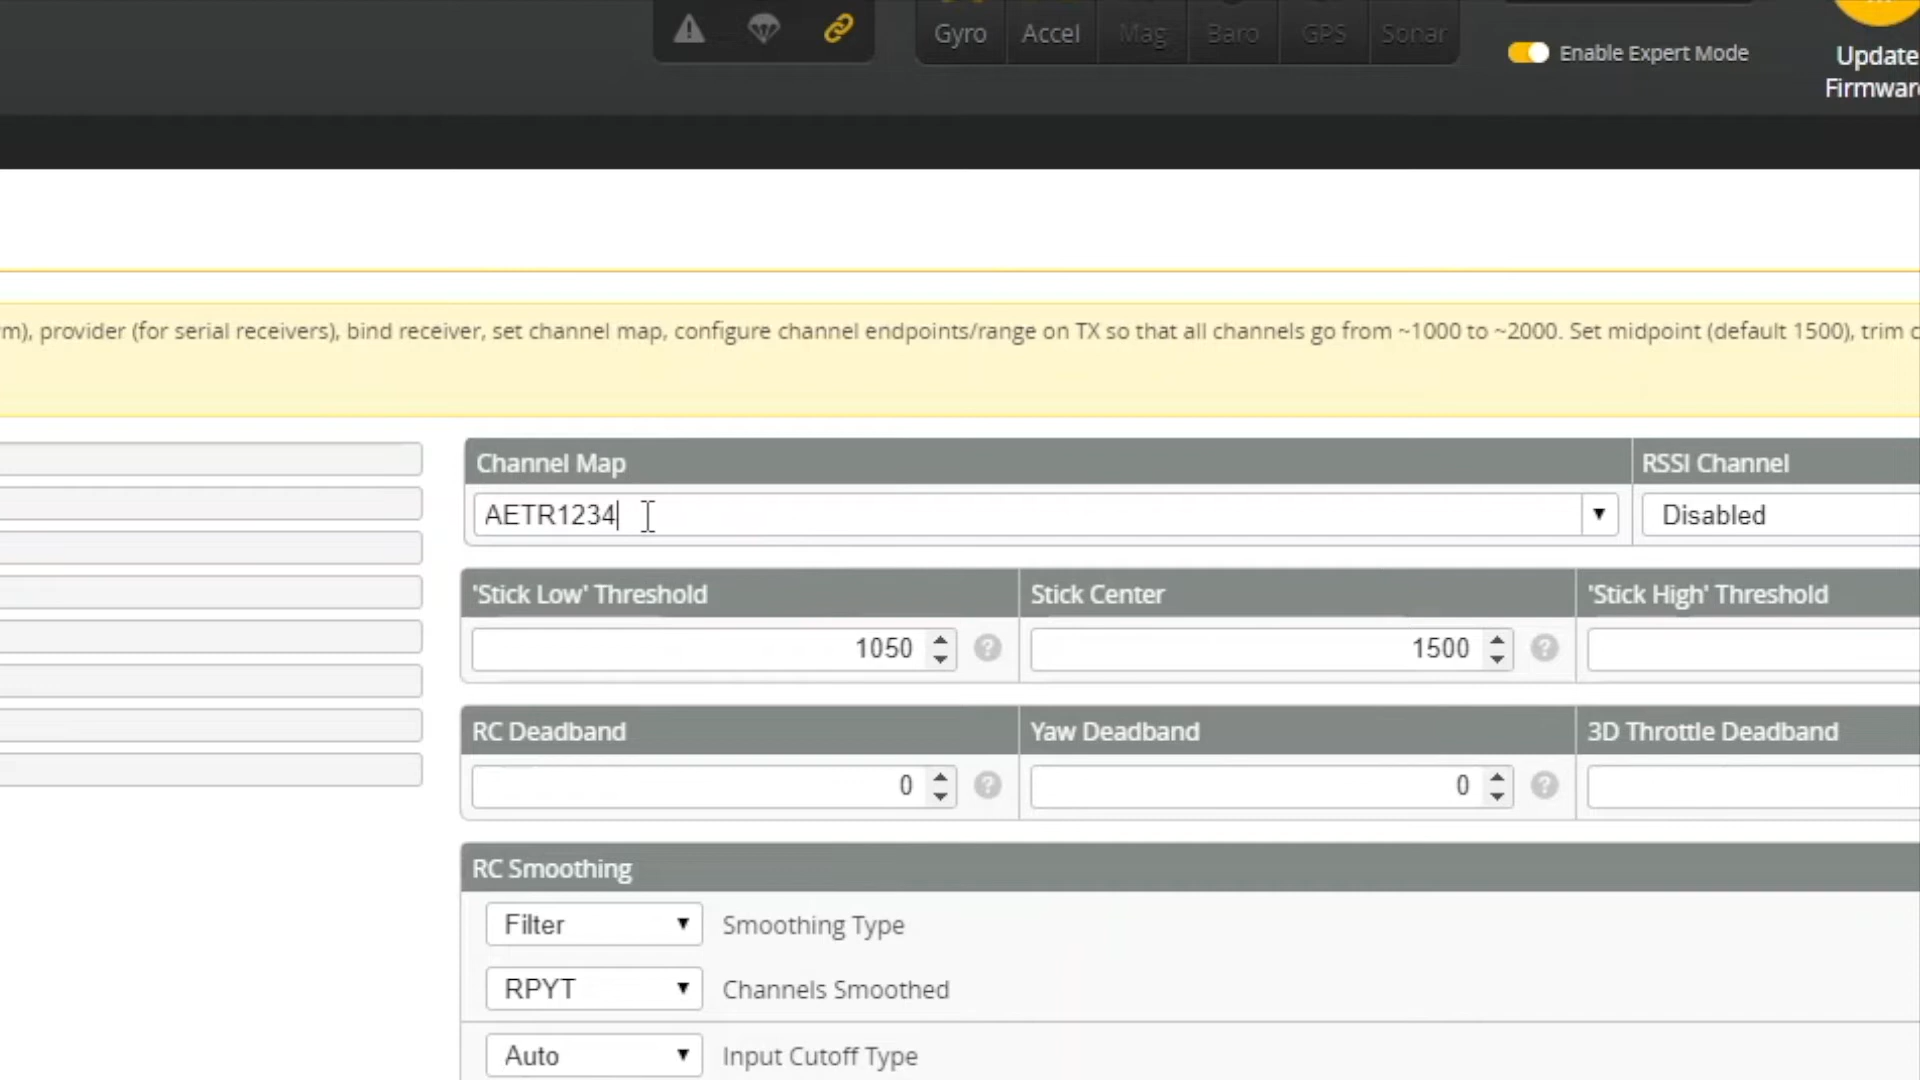 Gyro Accel Mag Baro GPS Sonar
Enable Expert Mode
Update
Firmwar
m), provider (for serial receivers), bind receiver, set channel map, configure channel endpoints/range on TX so that all channels go from ~1000 to ~2000. Set midpoint (default 1500), trim c
Channel Map RSSI Channel
AETR1234 Disabled
'Stick Low' Threshold Stick Center 'Stick High' Threshold
1050 1500
RC Deadband Yaw Deadband 3D Throttle Deadband
0 0
RC Smoothing
Filter Smoothing Type
RPYT Channels Smoothed
Auto Input Cutoff Type